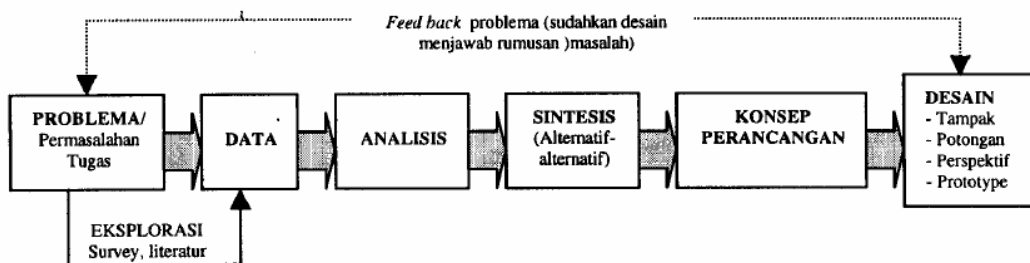 Feed back problema (sudahkan desain
menjawab rumusan )masalah)
PROBLEMA/
Permasalahan
Tugas
DATA
ANALISIS
SINTESIS
(Alternatif-
alternatif)
KONSEP
PERANCANGAN
DESAIN
- Tampak
- Potongan
- Perspektif
- Prototype
EKSPLORASI
Survey, literatur